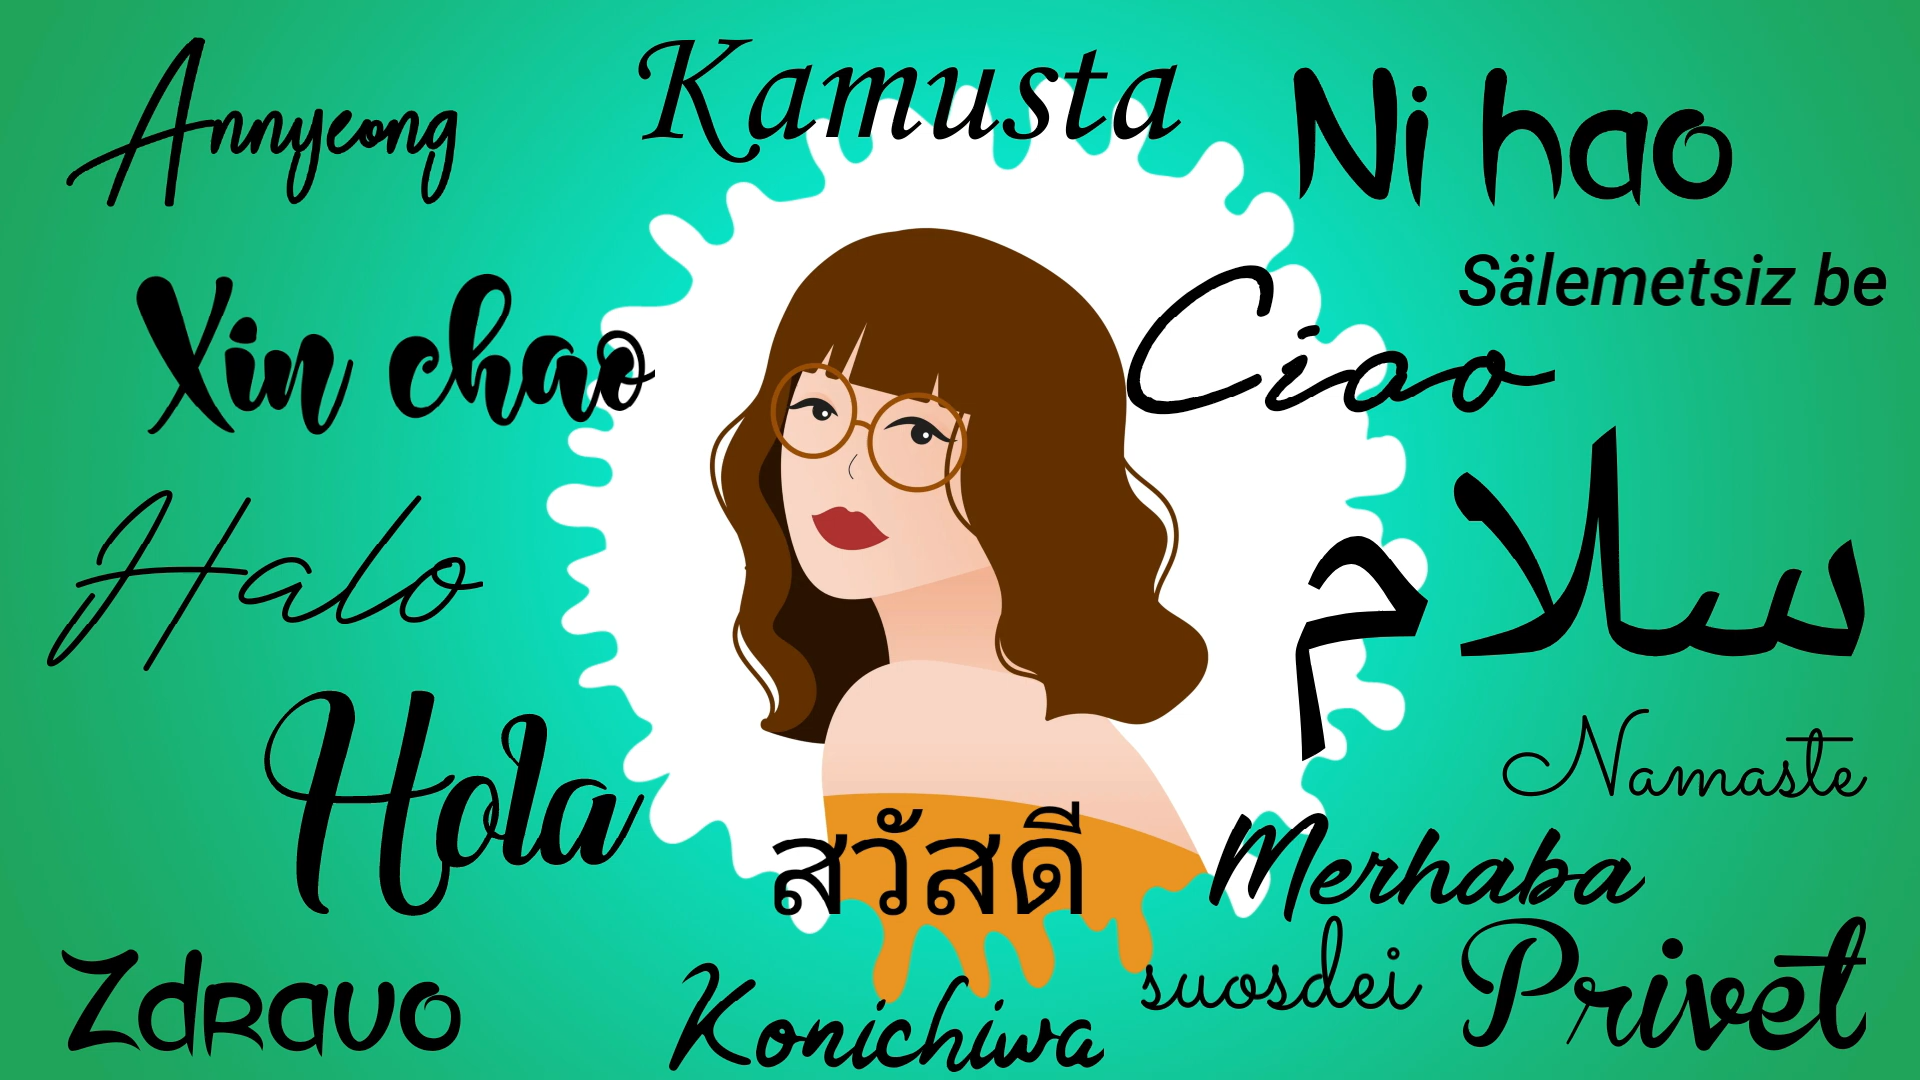 Annyeong
Kamusta
Ni hao
Sälemetsiz be
Xin chao
Ciao
Halo
سلام
Hola
Namaste
สวัสดี
Merhaba
Zdravo
Konichiwa
suosdei
Privet